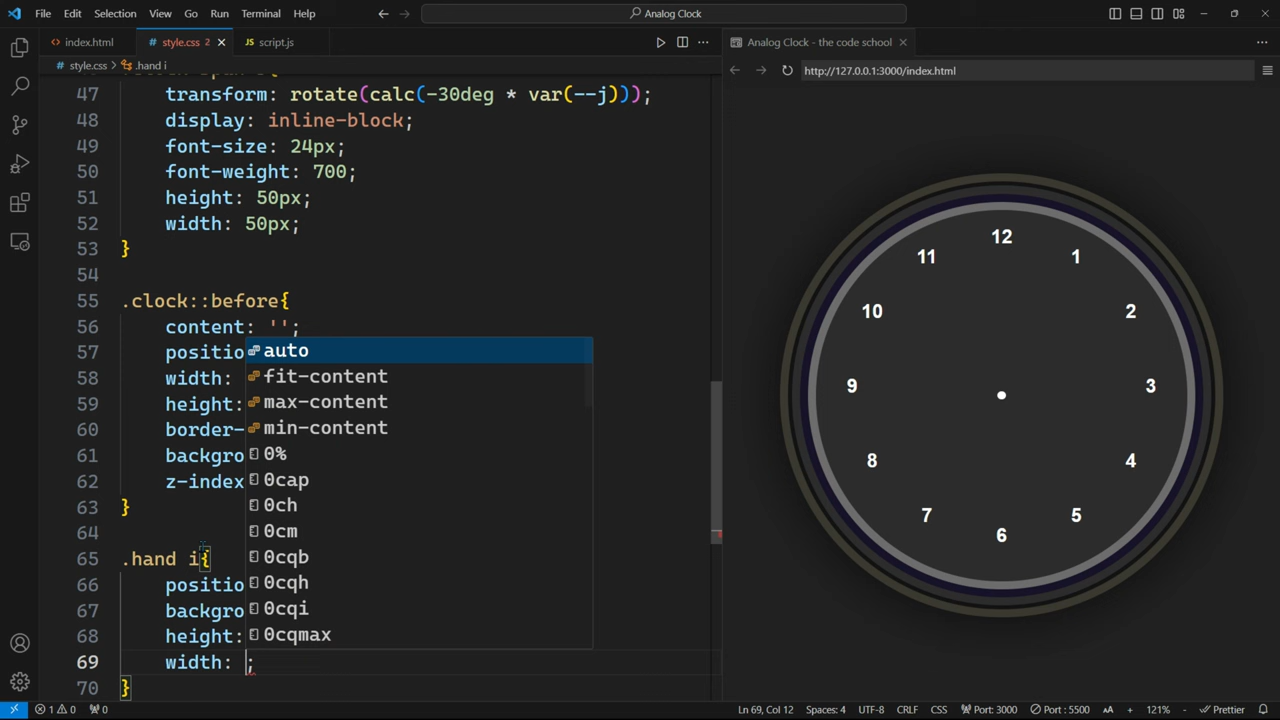 File Edit Selection View Go Run Terminal Help
Analog Clock
index.html
style.css 2
script.js
Analog Clock - the code school
style.css > .hand i
http://127.0.0.1:3000/index.html
47 transform: rotate(calc(-30deg * var(--j)));
48 display: inline-block;
49 font-size: 24px;
50 font-weight: 700;
51 height: 50px;
52 width: 50px;
53 }
54
55 .clock::before{
56 content: '';
57 positio
58 width:
59 height:
60 border-
61 backgro
62 z-index
63 }
64
65 .hand i{
66 positio
67 backgro
68 height:
69 width: ;
70 }
auto
fit-content
max-content
min-content
0%
0cap
0ch
0cm
0cqb
0cqh
0cqi
0cqmax
12
11 1
10 2
9 3
8 4
7 5
6
1 0 0 Ln 69, Col 12 Spaces: 4 UTF-8 CRLF CSS Port: 3000 Port: 5500 AA + 121% - Prettier